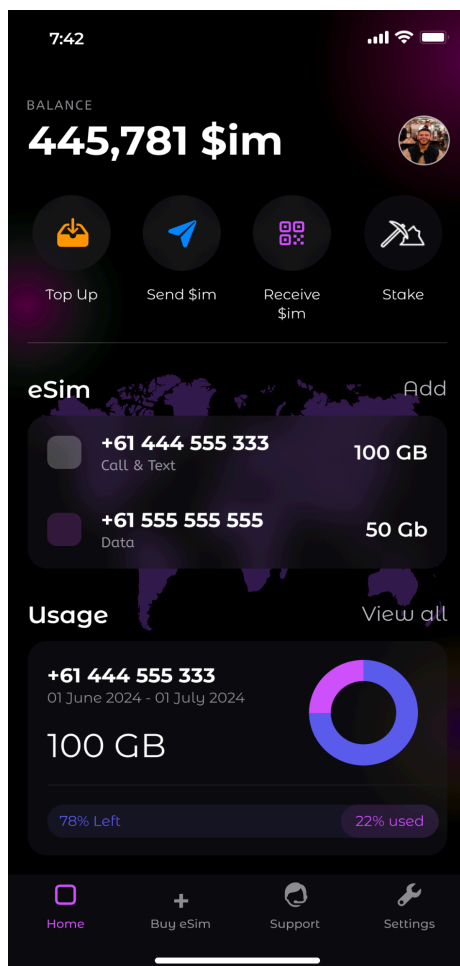 7:42
BALANCE
445,781 $im
Top Up
Send $im
Receive
$im
Stake
eSim
Add
+61 444 555 333
Call & Text
100 GB
+61 555 555 555
Data
50 Gb
Usage
View all
+61 444 555 333
01 June 2024 - 01 July 2024
100 GB
78% Left
22% used
Home
Buy eSim
Support
Settings